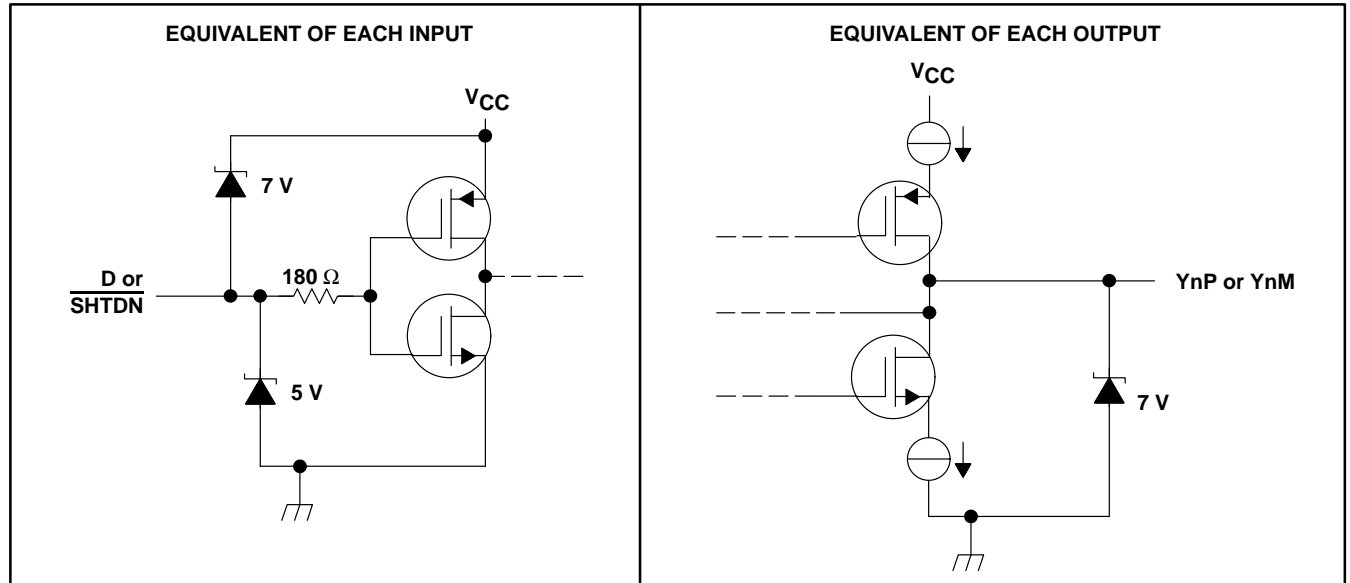 EQUIVALENT OF EACH INPUT
VCC
7 V
D or
SHTDN
180 Ω
5 V
EQUIVALENT OF EACH OUTPUT
VCC
YnP or YnM
7 V